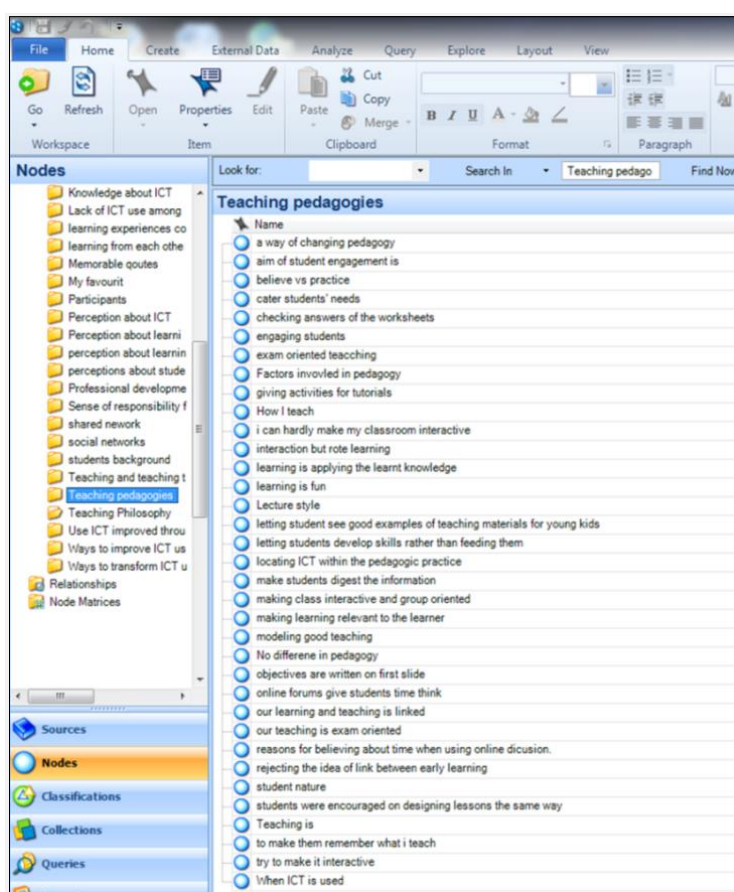 File Home Create External Data Analyze Query Explore Layout View
Go Refresh Open Properties Edit Paste Cut
Copy
Merge
B I U A
Workspace Item Clipboard Format Paragraph
Nodes
Look for: Search In Teaching pedago Find Now
Knowledge about ICT
Lack of ICT use among
learning experiences co
learning from each othe
Memorable qoutes
My favourit
Participants
Perception about ICT
Perception about learni
perception about learnin
perceptions about stude
Professional developme
Sense of responsibility f
shared nework
social networks
students background
Teaching and teaching t
Teaching pedagogies
Teaching Philosophy
Use ICT improved throu
Ways to improve ICT us
Ways to transform ICT u
Relationships
Node Matrices
Sources
Nodes
Classifications
Collections
Queries
Teaching pedagogies
Name
a way of changing pedagogy
aim of student engagement is
believe vs practice
cater students' needs
checking answers of the worksheets
engaging students
exam oriented teacching
Factors invovled in pedagogy
giving activities for tutorials
How I teach
i can hardly make my classroom interactive
interaction but rote learning
learning is applying the learnt knowledge
learning is fun
Lecture style
letting student see good examples of teaching materials for young kids
letting students develop skills rather than feeding them
locating ICT within the pedagogic practice
make students digest the information
making class interactive and group oriented
making learning relevant to the learner
modeling good teaching
No differene in pedagogy
objectives are written on first slide
online forums give students time think
our learning and teaching is linked
our teaching is exam oriented
reasons for believing about time when using online dicusion.
rejecting the idea of link between early learning
student nature
students were encouraged on designing lessons the same way
Teaching is
to make them remember what i teach
try to make it interactive
When ICT is used